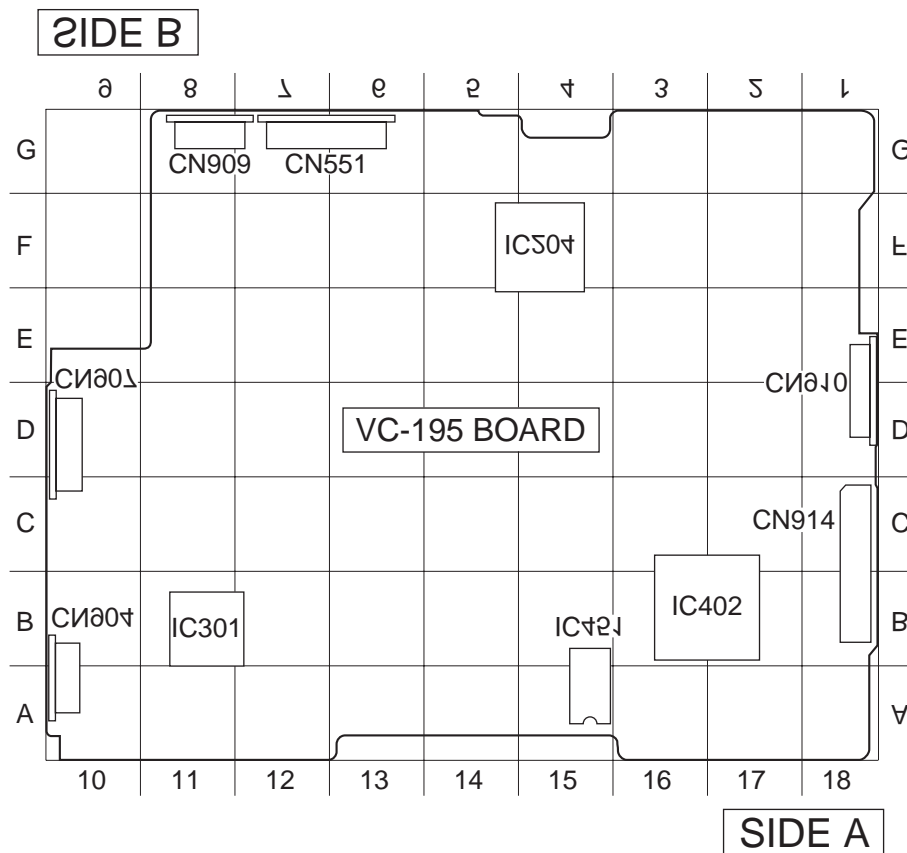 SIDE B
9 8 7 6 5 4 3 2 1
G G
CN909 CN551
F IC204 F
E E
CN907 CN910
D VC-195 BOARD D
C CN914 C
CN904 IC402
B IC301 IC451 B
A A
10 11 12 13 14 15 16 17 18
SIDE A